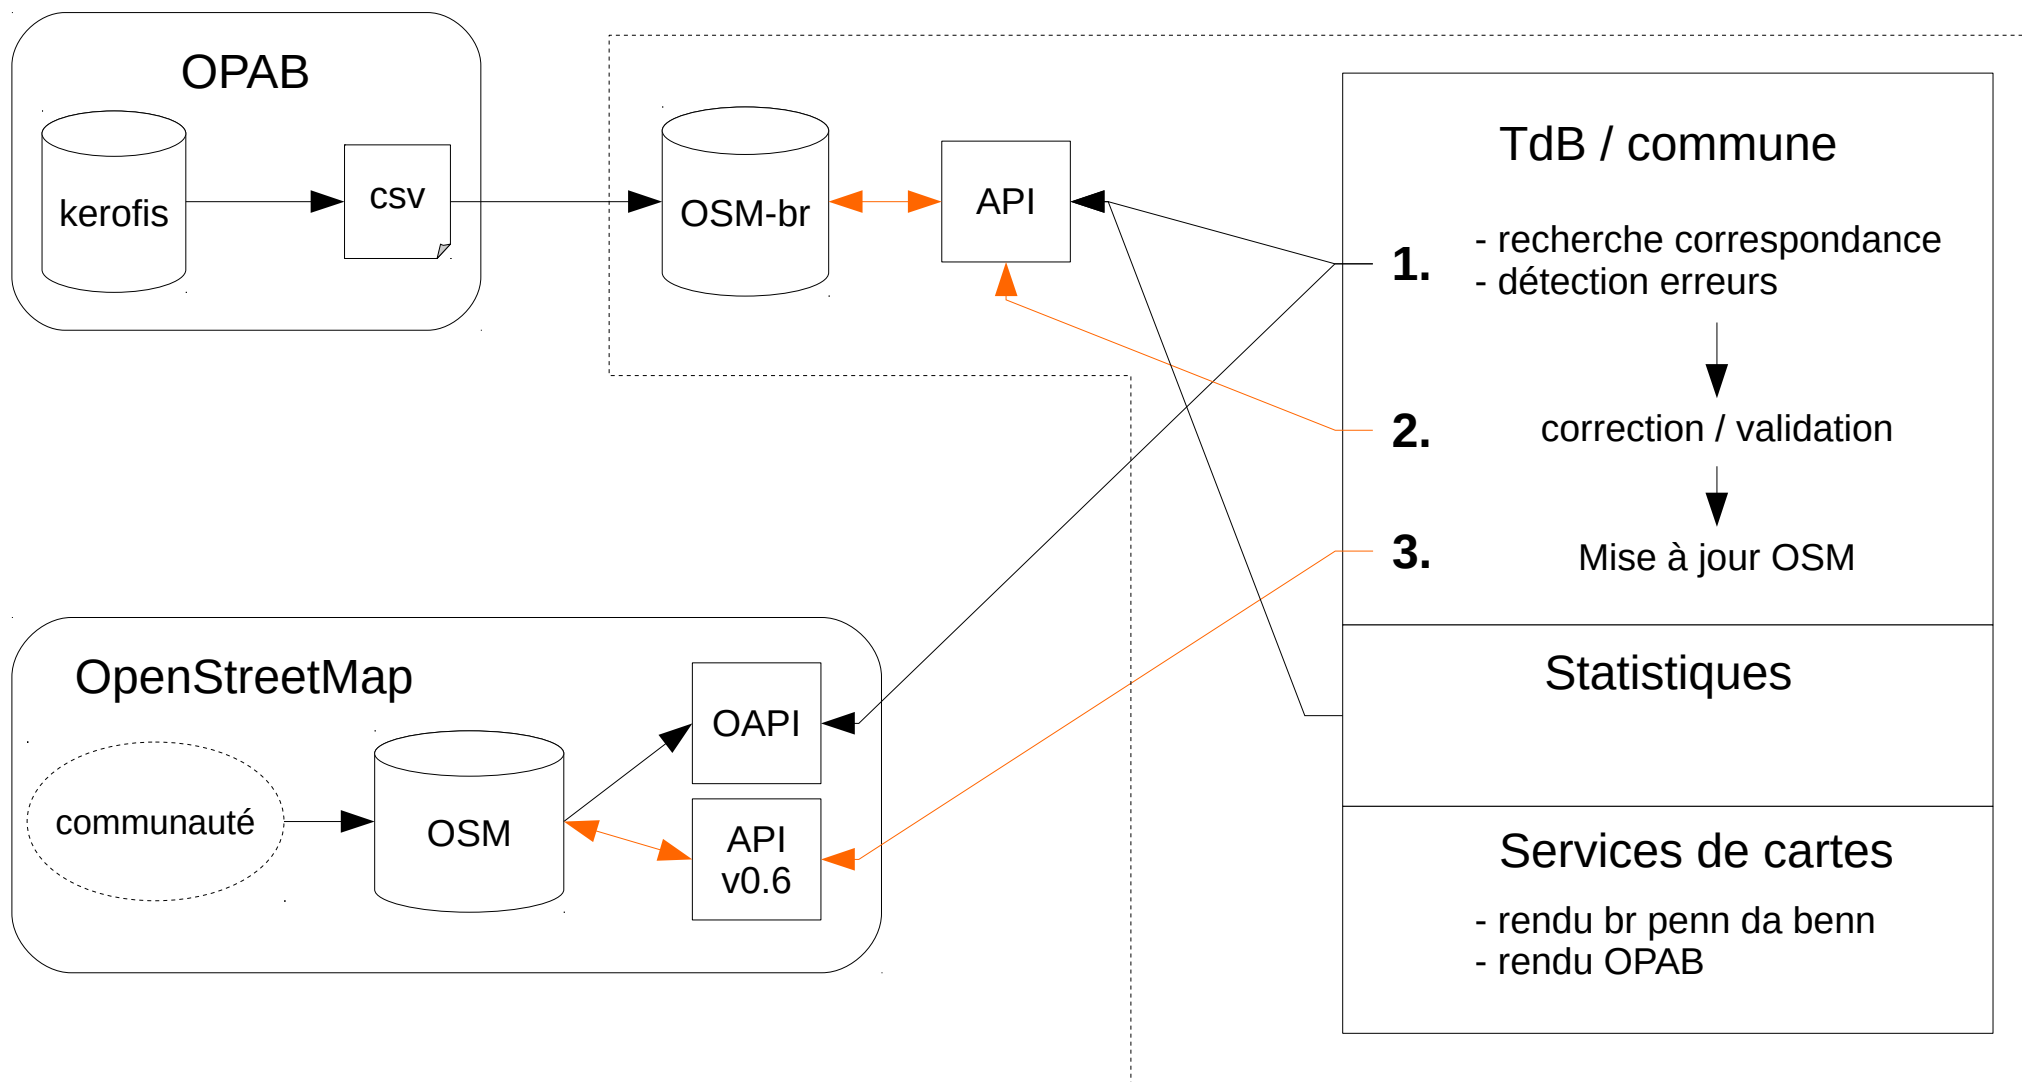 OPAB
kerofis
csv
OSM-br
API
TdB / commune
1.
- recherche correspondance
- détection erreurs
2.
correction / validation
3.
Mise à jour OSM
OpenStreetMap
communauté
OSM
OAPI
API
v0.6
Statistiques
Services de cartes
- rendu br penn da benn
- rendu OPAB